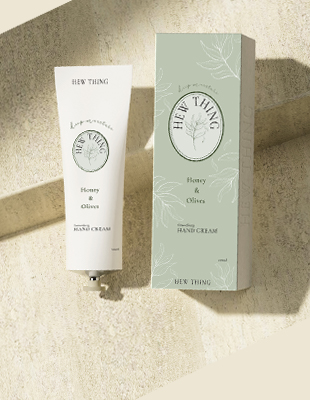 HEW THING
HEW THING
Honey
&
Olives
HAND CREAM
HEW THING
Honey
&
Olives
HAND CREAM
HEW THING